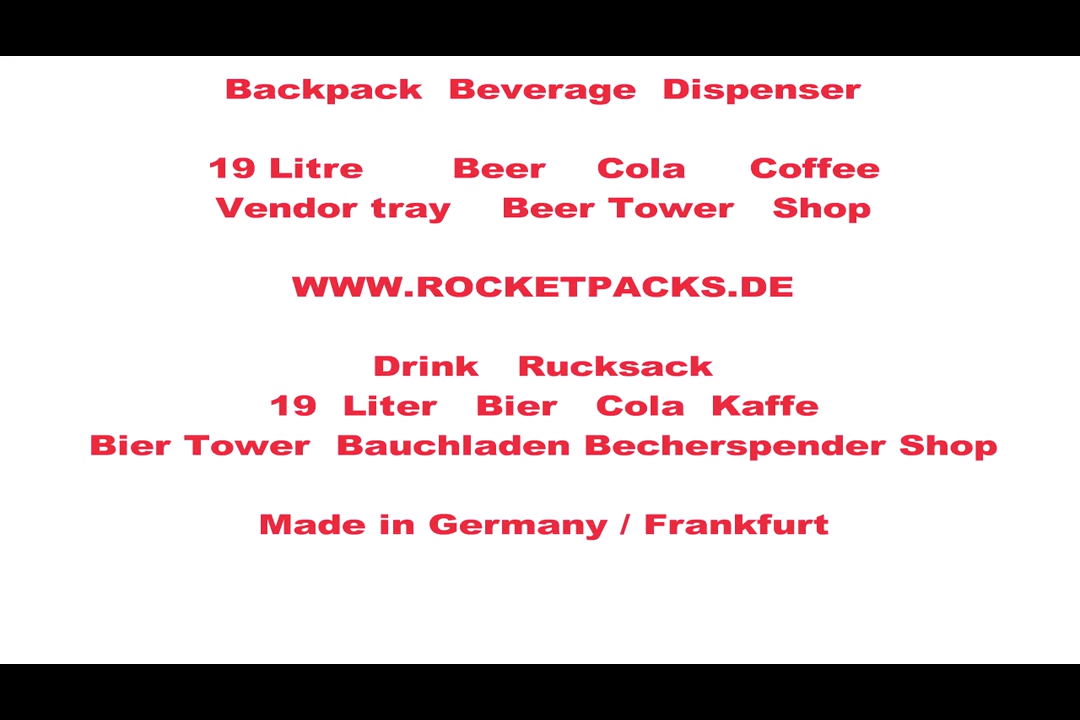 Backpack Beverage Dispenser
19 Litre Beer Cola Coffee
Vendor tray Beer Tower Shop
WWW.ROCKETPACKS.DE
Drink Rucksack
19 Liter Bier Cola Kaffe
Bier Tower Bauchladen Becherspender Shop
Made in Germany / Frankfurt